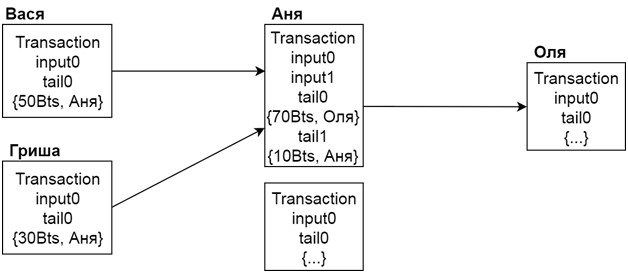 Вася
Transaction
input0
tail0
{50Bts, Аня}
Гриша
Transaction
input0
tail0
{30Bts, Аня}
Аня
Transaction
input0
input1
tail0
{70Bts, Оля}
tail1
{10Bts, Аня}
Transaction
input0
tail0
{...}
Оля
Transaction
input0
tail0
{...}